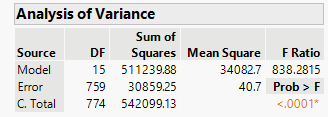 Analysis of Variance
Sum of
Source DF Squares Mean Square F Ratio
Model 15 511239.88 34082.7 838.2815
Error 759 30859.25 40.7 Prob > F
C. Total 774 542099.13 <.0001*